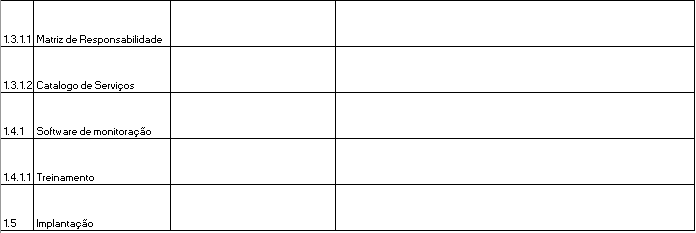 1.3.1.1 Matriz de Responsabilidade
1.3.1.2 Catalogo de Serviços
1.4.1 Software de monitoração
1.4.1.1 Treinamento
1.5 Implantação